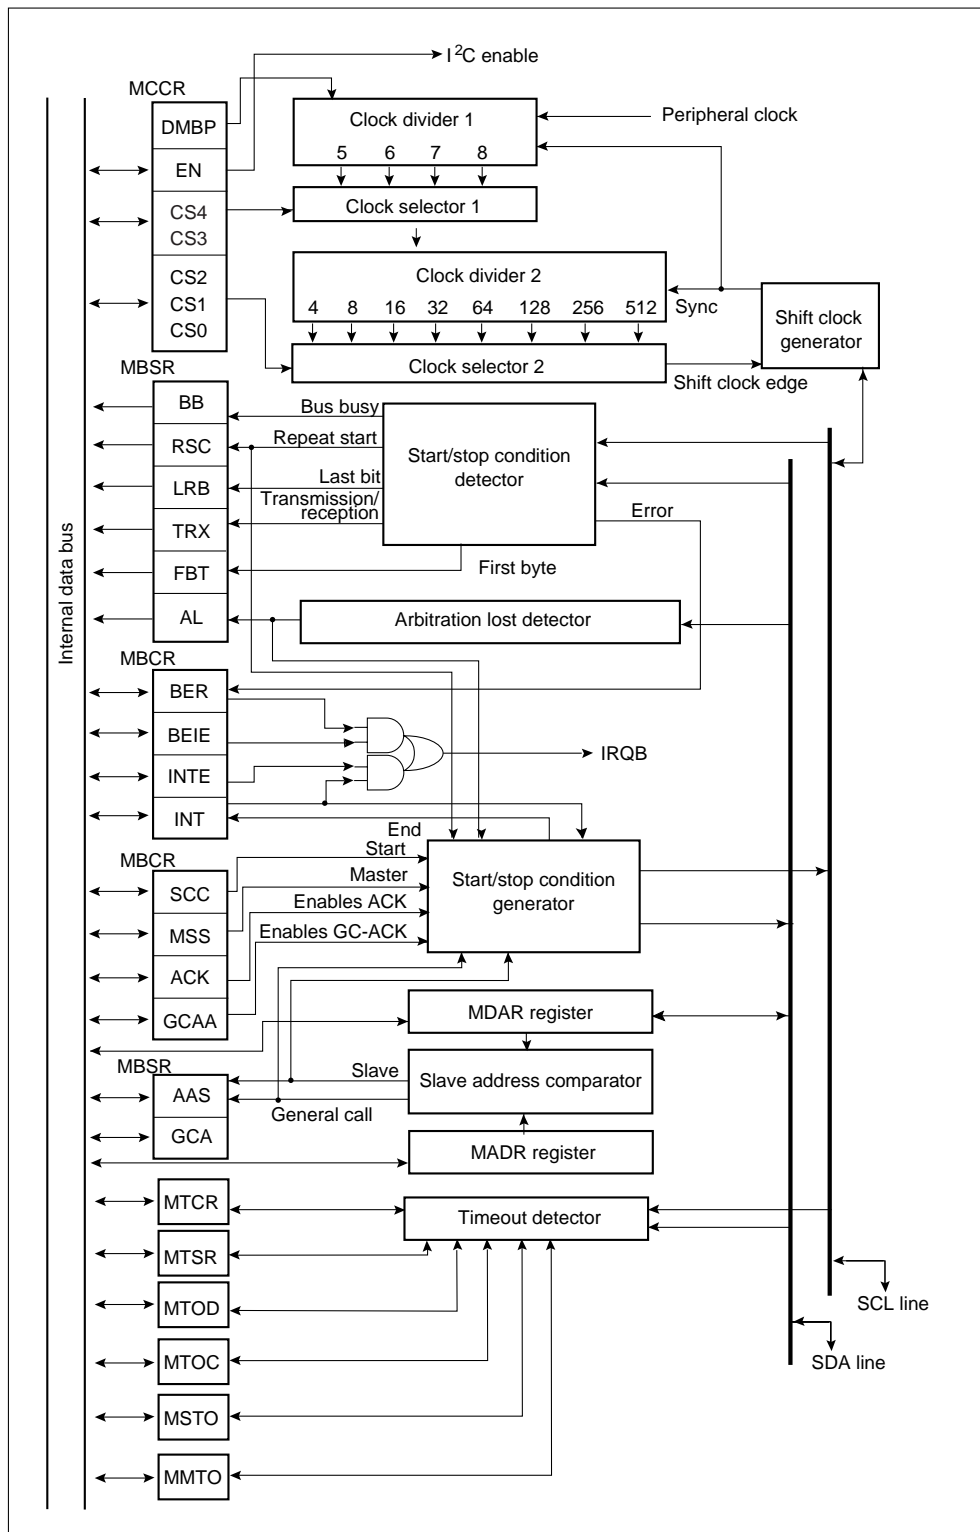 I²C enable
MCCR
DMBP
Clock divider 1
Peripheral clock
5 6 7 8
EN
CS4
CS3
Clock selector 1
CS2
CS1
CS0
Clock divider 2
4 8 16 32 64 128 256 512
Sync
Shift clock
generator
Clock selector 2
Shift clock edge
MBSR
BB
RSC
LRB
TRX
FBT
AL
Bus busy
Repeat start
Last bit
Transmission/
reception
Start/stop condition
detector
Error
First byte
Internal data bus
Arbitration lost detector
MBCR
BER
BEIE
INTE
INT
IRQB
End
Start
Master
Enables ACK
Enables GC-ACK
Start/stop condition
generator
MBCR
SCC
MSS
ACK
GCAA
MDAR register
MBSR
AAS
GCA
Slave
General call
Slave address comparator
MADR register
MTCR
Timeout detector
MTSR
MTOD
MTOC
MSTO
MMTO
SCL line
SDA line